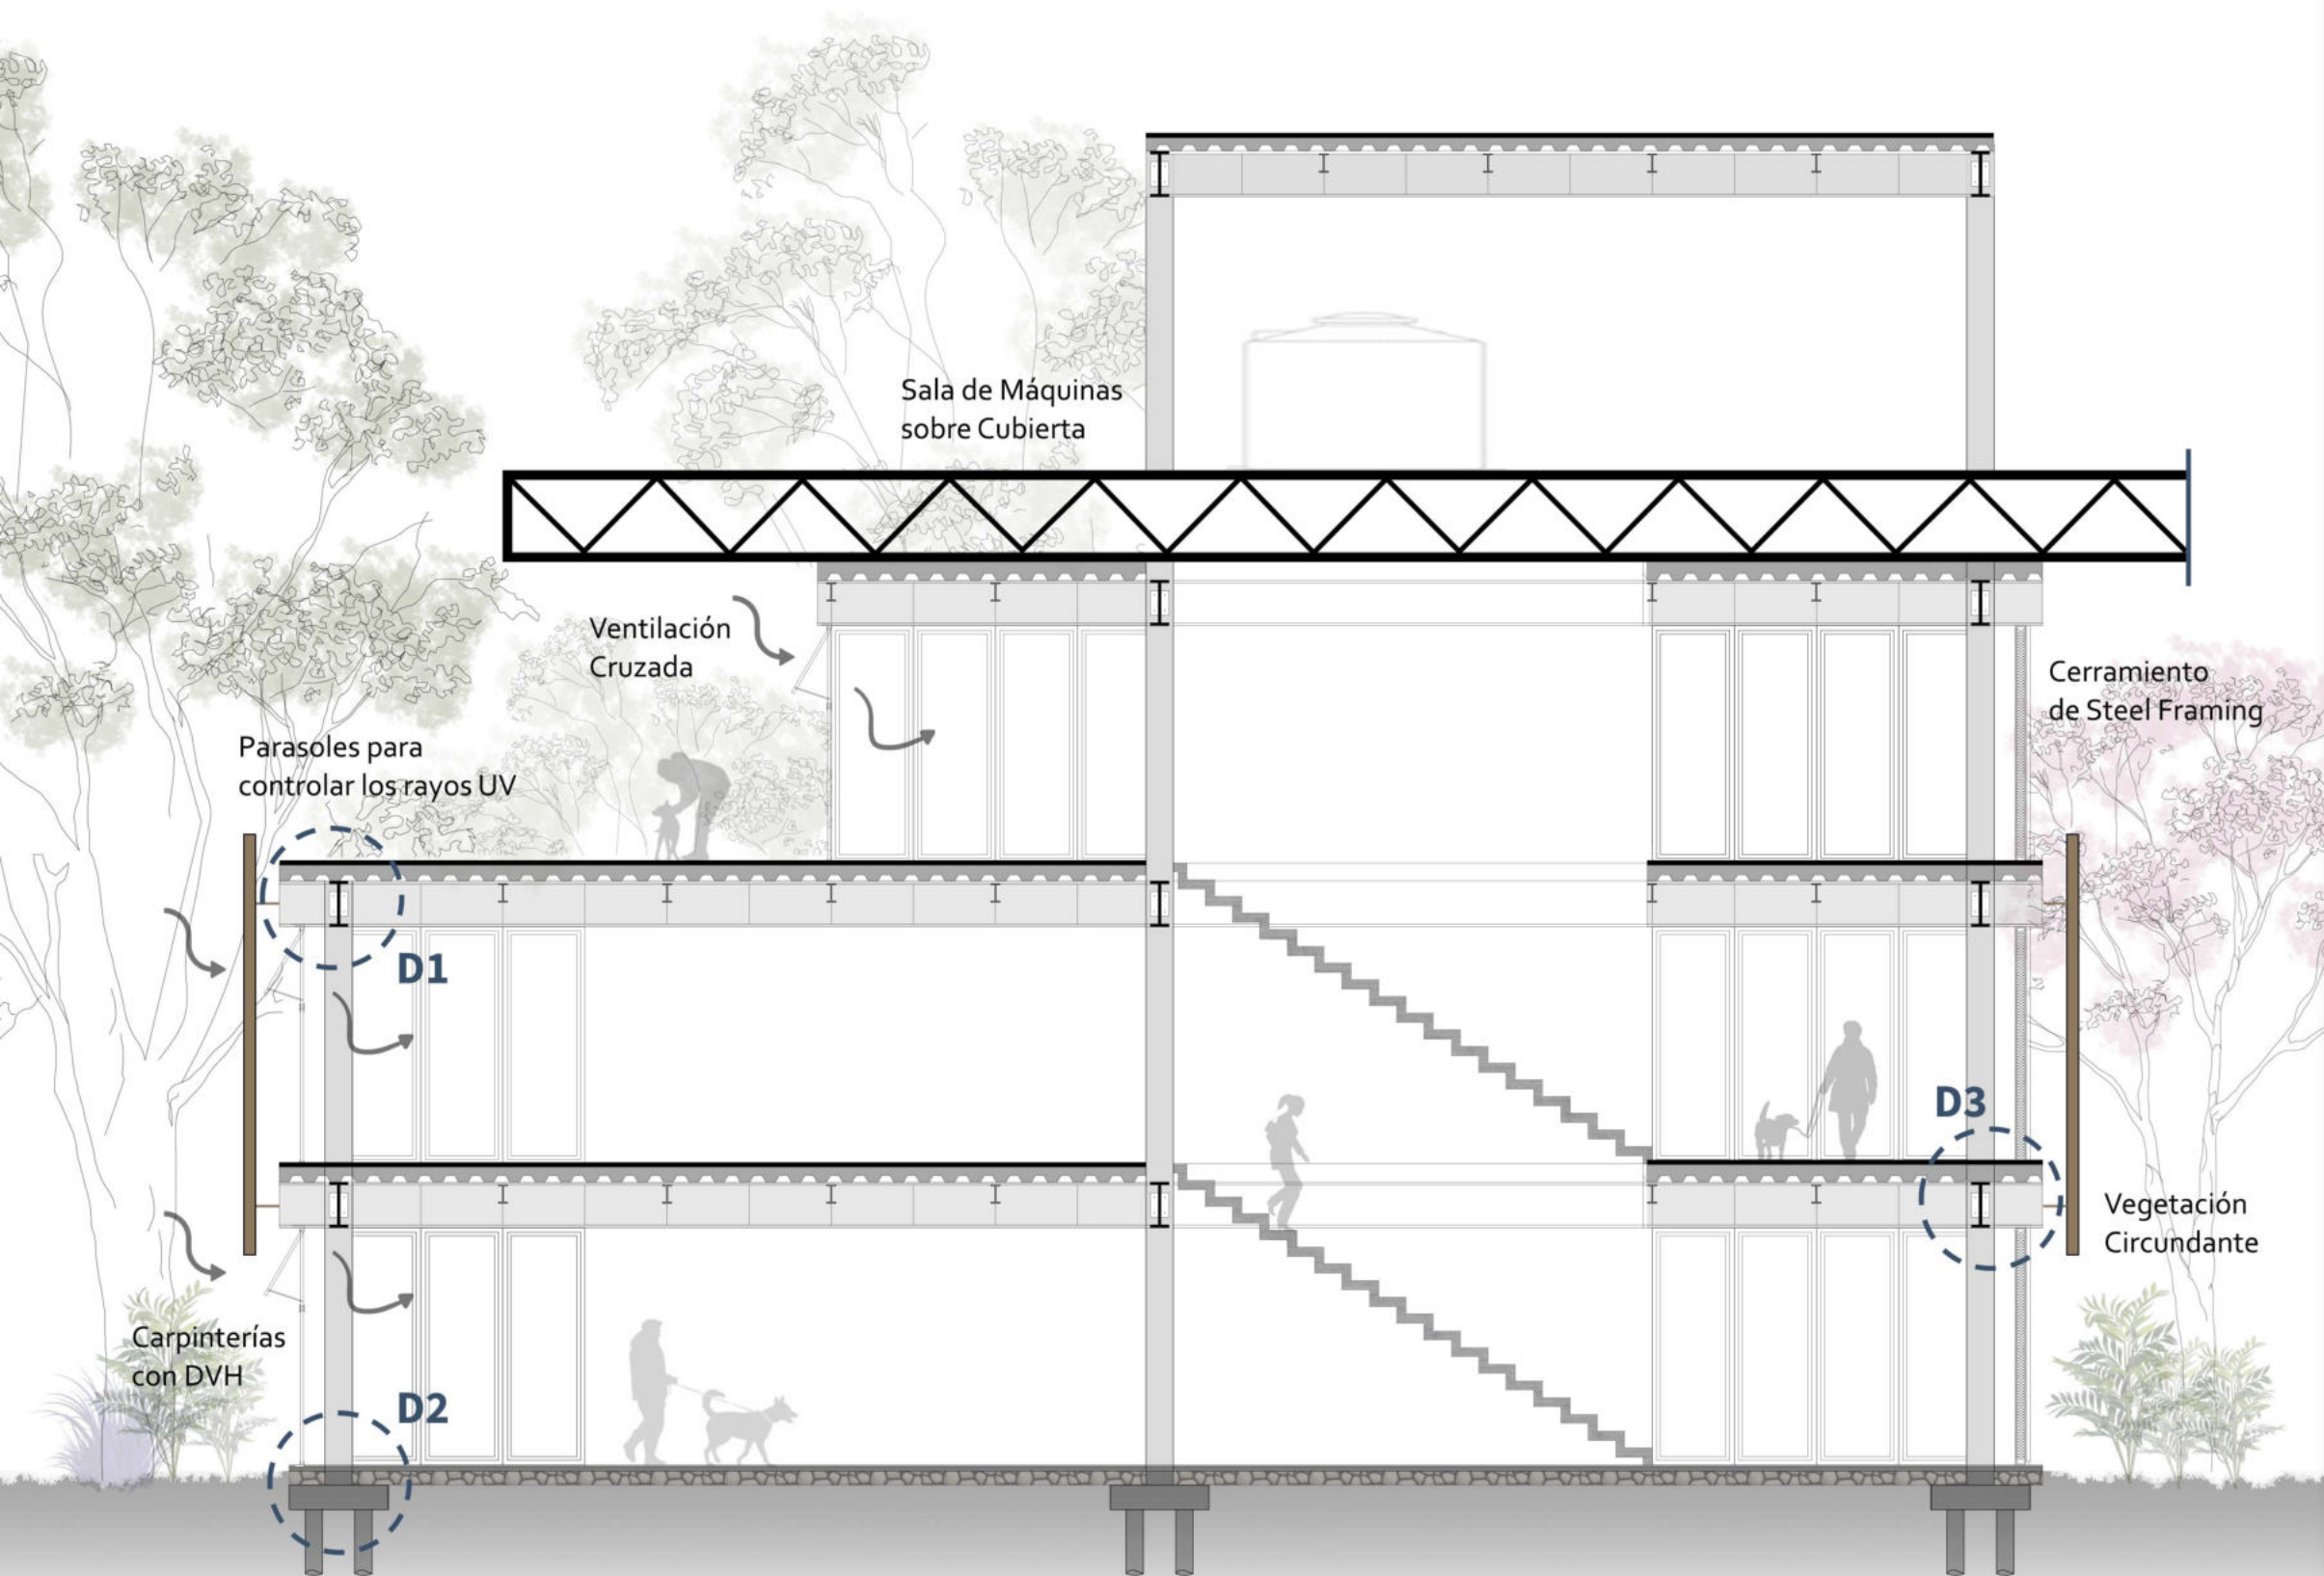 Sala de Máquinas
sobre Cubierta
Ventilación
Cruzada
Cerramiento
de Steel Framing
Parasoles para
controlar los rayos UV
D1
D3
Vegetación
Circundante
Carpinterías
con DVH
D2